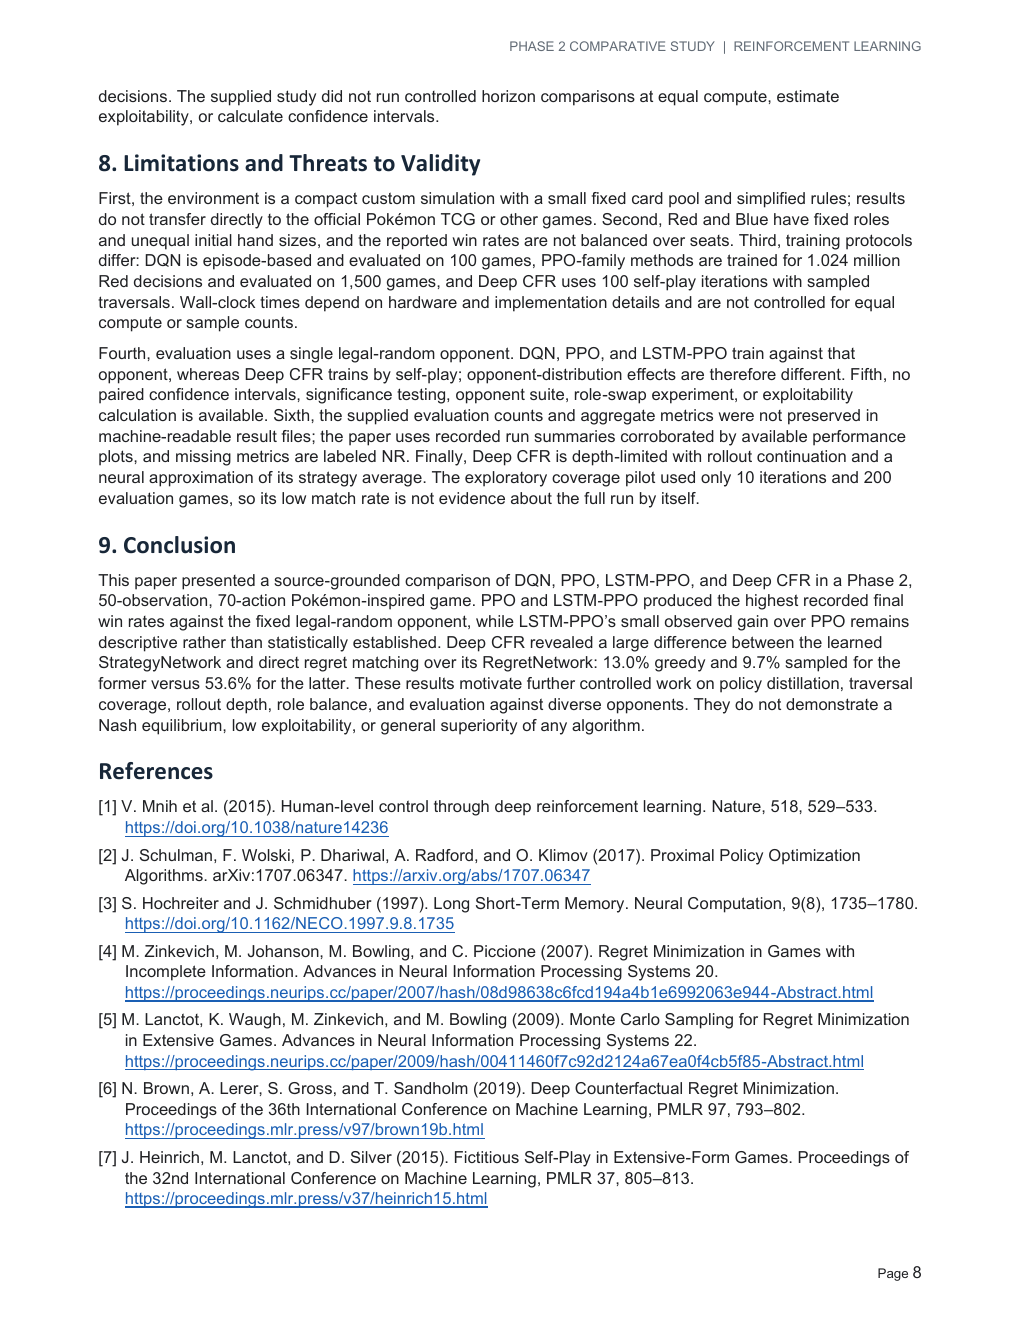 PHASE 2 COMPARATIVE STUDY | REINFORCEMENT LEARNING
decisions. The supplied study did not run controlled horizon comparisons at equal compute, estimate
exploitability, or calculate confidence intervals.
8. Limitations and Threats to Validity
First, the environment is a compact custom simulation with a small fixed card pool and simplified rules; results
do not transfer directly to the official Pokémon TCG or other games. Second, Red and Blue have fixed roles
and unequal initial hand sizes, and the reported win rates are not balanced over seats. Third, training protocols
differ: DQN is episode-based and evaluated on 100 games, PPO-family methods are trained for 1.024 million
Red decisions and evaluated on 1,500 games, and Deep CFR uses 100 self-play iterations with sampled
traversals. Wall-clock times depend on hardware and implementation details and are not controlled for equal
compute or sample counts.
Fourth, evaluation uses a single legal-random opponent. DQN, PPO, and LSTM-PPO train against that
opponent, whereas Deep CFR trains by self-play; opponent-distribution effects are therefore different. Fifth, no
paired confidence intervals, significance testing, opponent suite, role-swap experiment, or exploitability
calculation is available. Sixth, the supplied evaluation counts and aggregate metrics were not preserved in
machine-readable result files; the paper uses recorded run summaries corroborated by available performance
plots, and missing metrics are labeled NR. Finally, Deep CFR is depth-limited with rollout continuation and a
neural approximation of its strategy average. The exploratory coverage pilot used only 10 iterations and 200
evaluation games, so its low match rate is not evidence about the full run by itself.
9. Conclusion
This paper presented a source-grounded comparison of DQN, PPO, LSTM-PPO, and Deep CFR in a Phase 2,
50-observation, 70-action Pokémon-inspired game. PPO and LSTM-PPO produced the highest recorded final
win rates against the fixed legal-random opponent, while LSTM-PPO’s small observed gain over PPO remains
descriptive rather than statistically established. Deep CFR revealed a large difference between the learned
StrategyNetwork and direct regret matching over its RegretNetwork: 13.0% greedy and 9.7% sampled for the
former versus 53.6% for the latter. These results motivate further controlled work on policy distillation, traversal
coverage, rollout depth, role balance, and evaluation against diverse opponents. They do not demonstrate a
Nash equilibrium, low exploitability, or general superiority of any algorithm.
References
[1] V. Mnih et al. (2015). Human-level control through deep reinforcement learning. Nature, 518, 529–533.
https://doi.org/10.1038/nature14236
[2] J. Schulman, F. Wolski, P. Dhariwal, A. Radford, and O. Klimov (2017). Proximal Policy Optimization
Algorithms. arXiv:1707.06347. https://arxiv.org/abs/1707.06347
[3] S. Hochreiter and J. Schmidhuber (1997). Long Short-Term Memory. Neural Computation, 9(8), 1735–1780.
https://doi.org/10.1162/NECO.1997.9.8.1735
[4] M. Zinkevich, M. Johanson, M. Bowling, and C. Piccione (2007). Regret Minimization in Games with
Incomplete Information. Advances in Neural Information Processing Systems 20.
https://proceedings.neurips.cc/paper/2007/hash/08d98638c6fcd194a4b1e6992063e944-Abstract.html
[5] M. Lanctot, K. Waugh, M. Zinkevich, and M. Bowling (2009). Monte Carlo Sampling for Regret Minimization
in Extensive Games. Advances in Neural Information Processing Systems 22.
https://proceedings.neurips.cc/paper/2009/hash/00411460f7c92d2124a67ea0f4cb5f85-Abstract.html
[6] N. Brown, A. Lerer, S. Gross, and T. Sandholm (2019). Deep Counterfactual Regret Minimization.
Proceedings of the 36th International Conference on Machine Learning, PMLR 97, 793–802.
https://proceedings.mlr.press/v97/brown19b.html
[7] J. Heinrich, M. Lanctot, and D. Silver (2015). Fictitious Self-Play in Extensive-Form Games. Proceedings of
the 32nd International Conference on Machine Learning, PMLR 37, 805–813.
https://proceedings.mlr.press/v37/heinrich15.html
Page 8